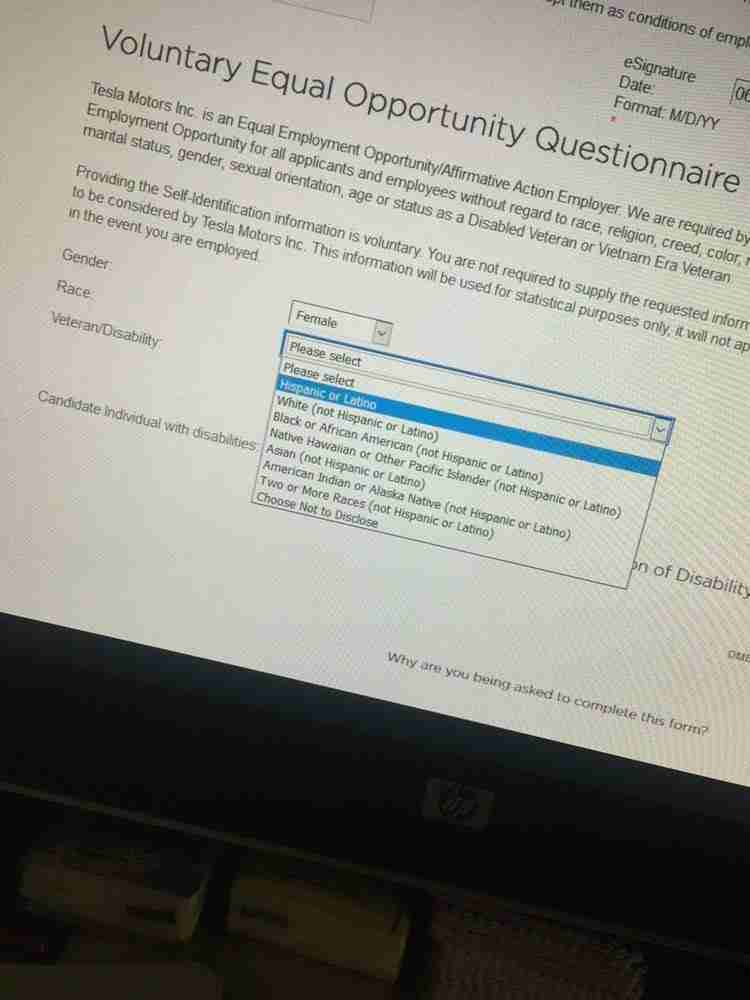 them as conditions of empl
eSignature
Date:
Format: M/D/YY
*
06
Voluntary Equal Opportunity Questionnaire
Tesla Motors Inc. is an Equal Employment Opportunity/Affirmative Action Employer. We are required by
Employment Opportunity for all applicants and employees without regard to race, religion, creed, color,
marital status, gender, sexual orientation, age or status as a Disabled Veteran or Vietnam Era Veteran.
Providing the Self-Identification information is voluntary. You are not required to supply the requested inform
to be considered by Tesla Motors Inc. This information will be used for statistical purposes only, it will not ap
in the event you are employed.
Gender:
Female
Race:
Please select
Please select
Hispanic or Latino
White (not Hispanic or Latino)
Black or African American (not Hispanic or Latino)
Native Hawaiian or Other Pacific Islander (not Hispanic or Latino)
Asian (not Hispanic or Latino)
American Indian or Alaska Native (not Hispanic or Latino)
Two or More Races (not Hispanic or Latino)
Choose Not to Disclose
Veteran/Disability:
Candidate Individual with disabilities:
on of Disability
OMB
Why are you being asked to complete this form?
hp